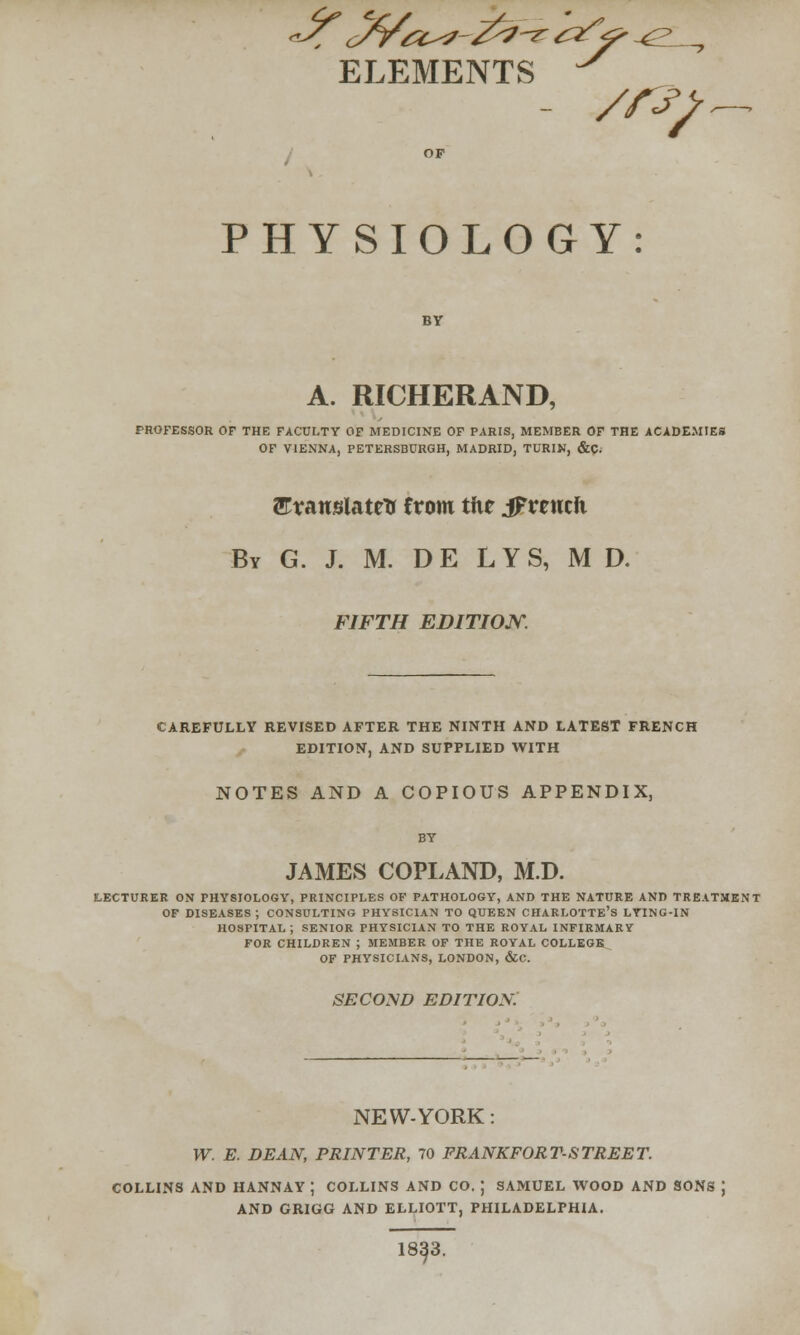 ELEMENTS
OF
PHYSIOLOGY:
BY
A. RICHERAND,
PROFESSOR OF THE FACULTY OF MEDICINE OF PARIS, MEMBER OF THE ACADEMIES
OF VIENNA, PETERSBURGH, MADRID, TURIN, &C.
Translated from the French
By G. J. M. DE LYS, M D.
FIFTH EDITION.
CAREFULLY REVISED AFTER THE NINTH AND LATEST FRENCH
EDITION, AND SUPPLIED WITH
NOTES AND A COPIOUS APPENDIX,
BY
JAMES COPLAND, M.D.
LECTURER ON PHYSIOLOGY, PRINCIPLES OF PATHOLOGY, AND THE NATURE AND TREATMENT
OF DISEASES; CONSULTING PHYSICIAN TO QUEEN CHARLOTTE'S LYING-IN
HOSPITAL; SENIOR PHYSICIAN TO THE ROYAL INFIRMARY
FOR CHILDREN; MEMBER OF THE ROYAL COLLEGE
OF PHYSICIANS, LONDON, &C.
SECOND EDITION.
NEW-YORK:
W. E. DEAN, PRINTER, 70 FRANKFORT-STREET.
COLLINS AND HANNAY; COLLINS AND CO.; SAMUEL WOOD AND SONS;
AND GRIGG AND ELLIOTT, PHILADELPHIA.
1833.